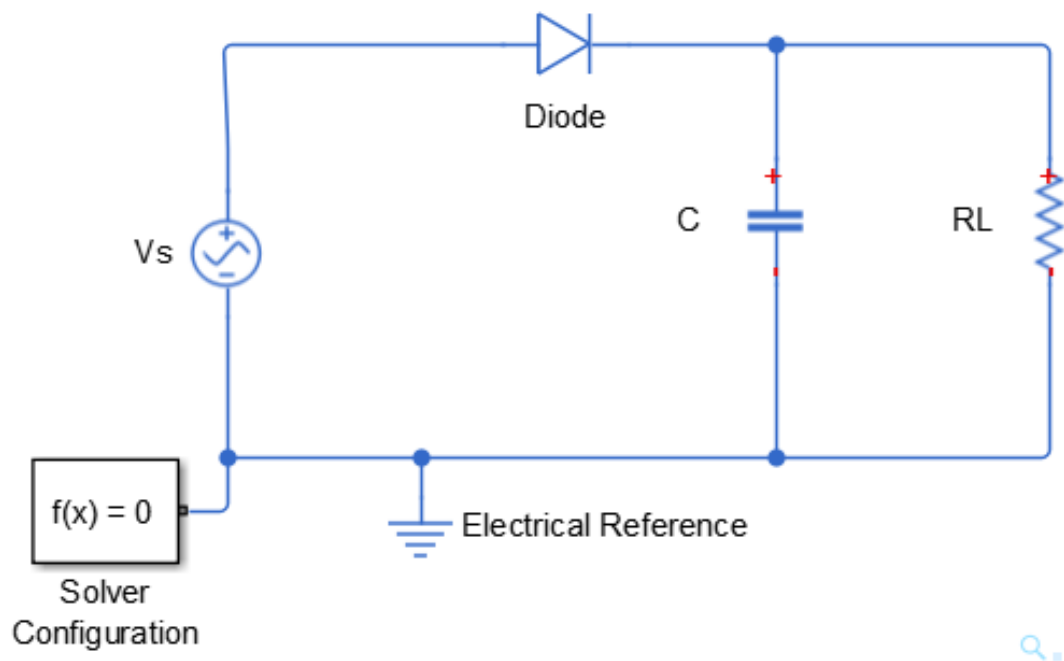 Diode
C
RL
Vs
f(x) = 0
Electrical Reference
Solver
Configuration